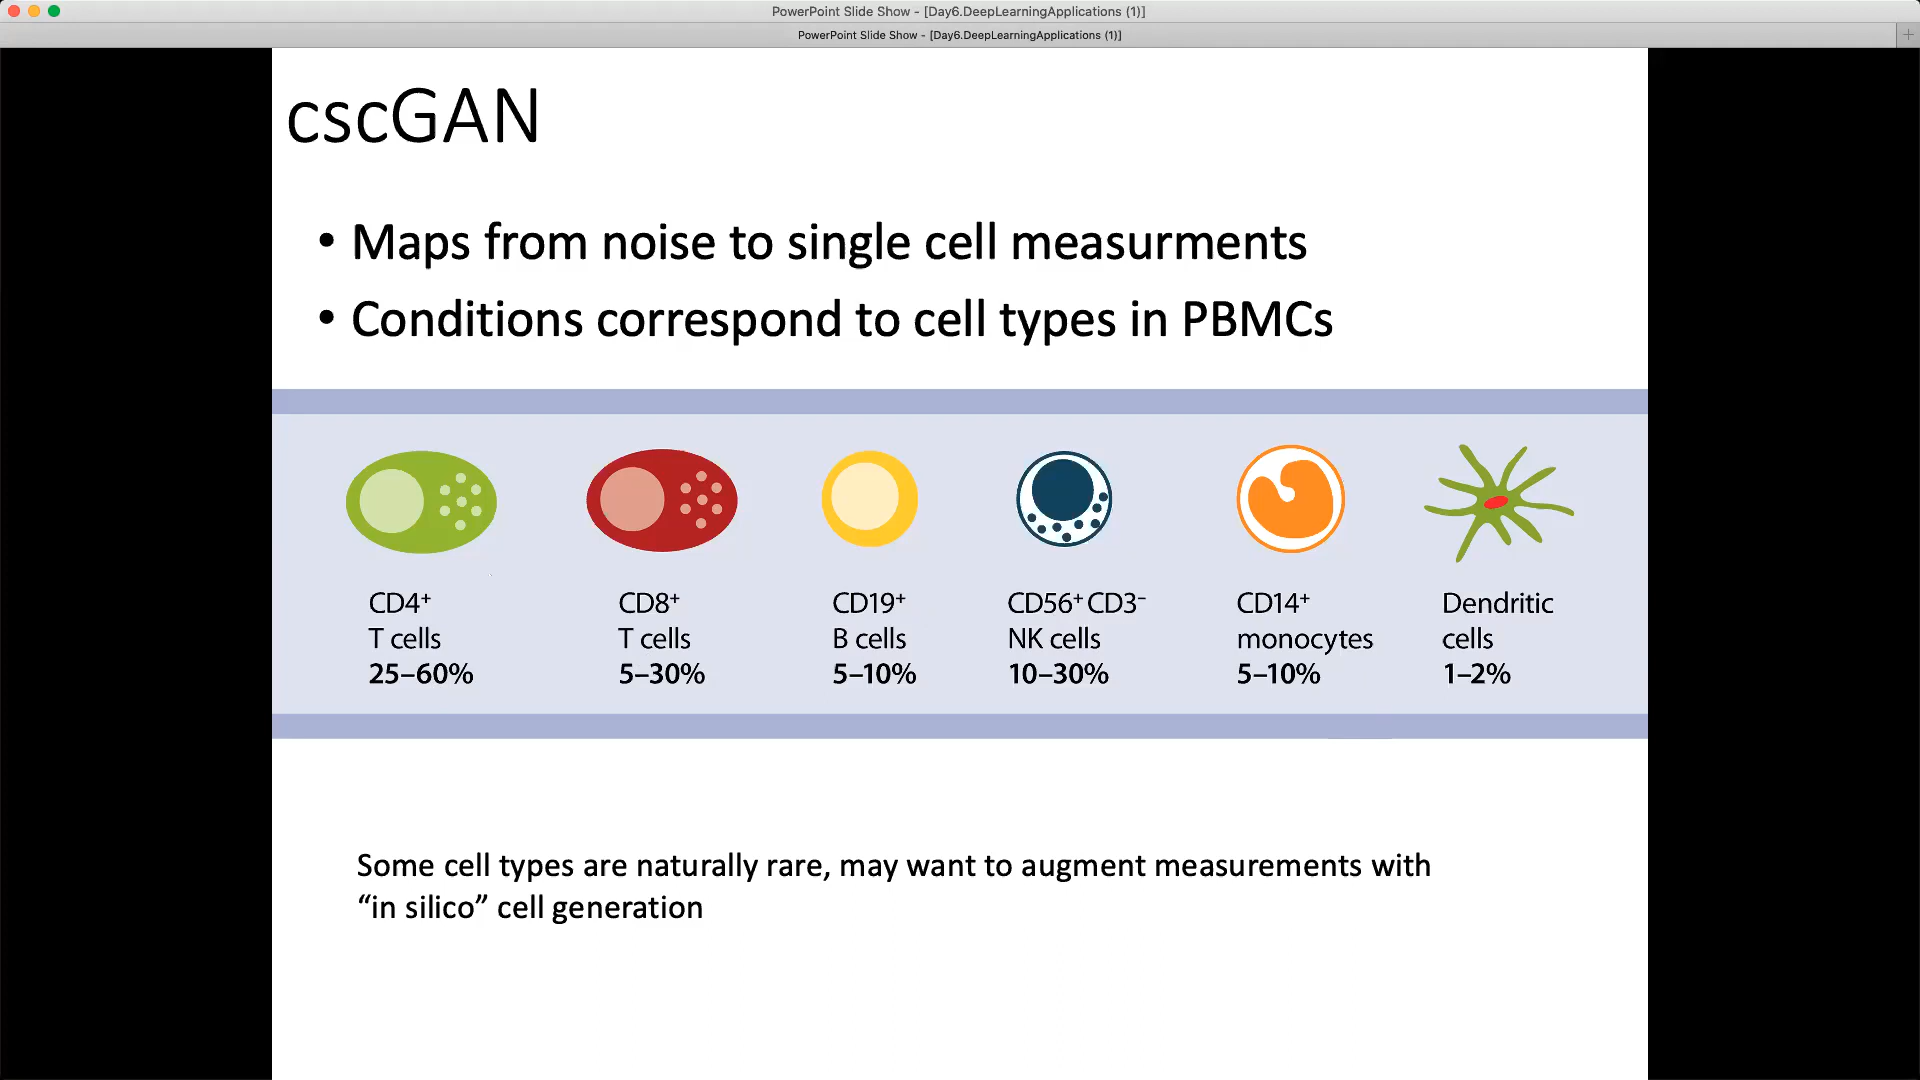 PowerPoint Slide Show - [Day6.DeepLearningApplications (1)]
PowerPoint Slide Show - [Day6.DeepLearningApplications (1)]
cscGAN
• Maps from noise to single cell measurments
• Conditions correspond to cell types in PBMCs
CD4⁺
T cells
25–60%
CD8⁺
T cells
5–30%
CD19⁺
B cells
5–10%
CD56⁺ CD3⁻
NK cells
10–30%
CD14⁺
monocytes
5–10%
Dendritic
cells
1–2%
Some cell types are naturally rare, may want to augment measurements with
“in silico” cell generation